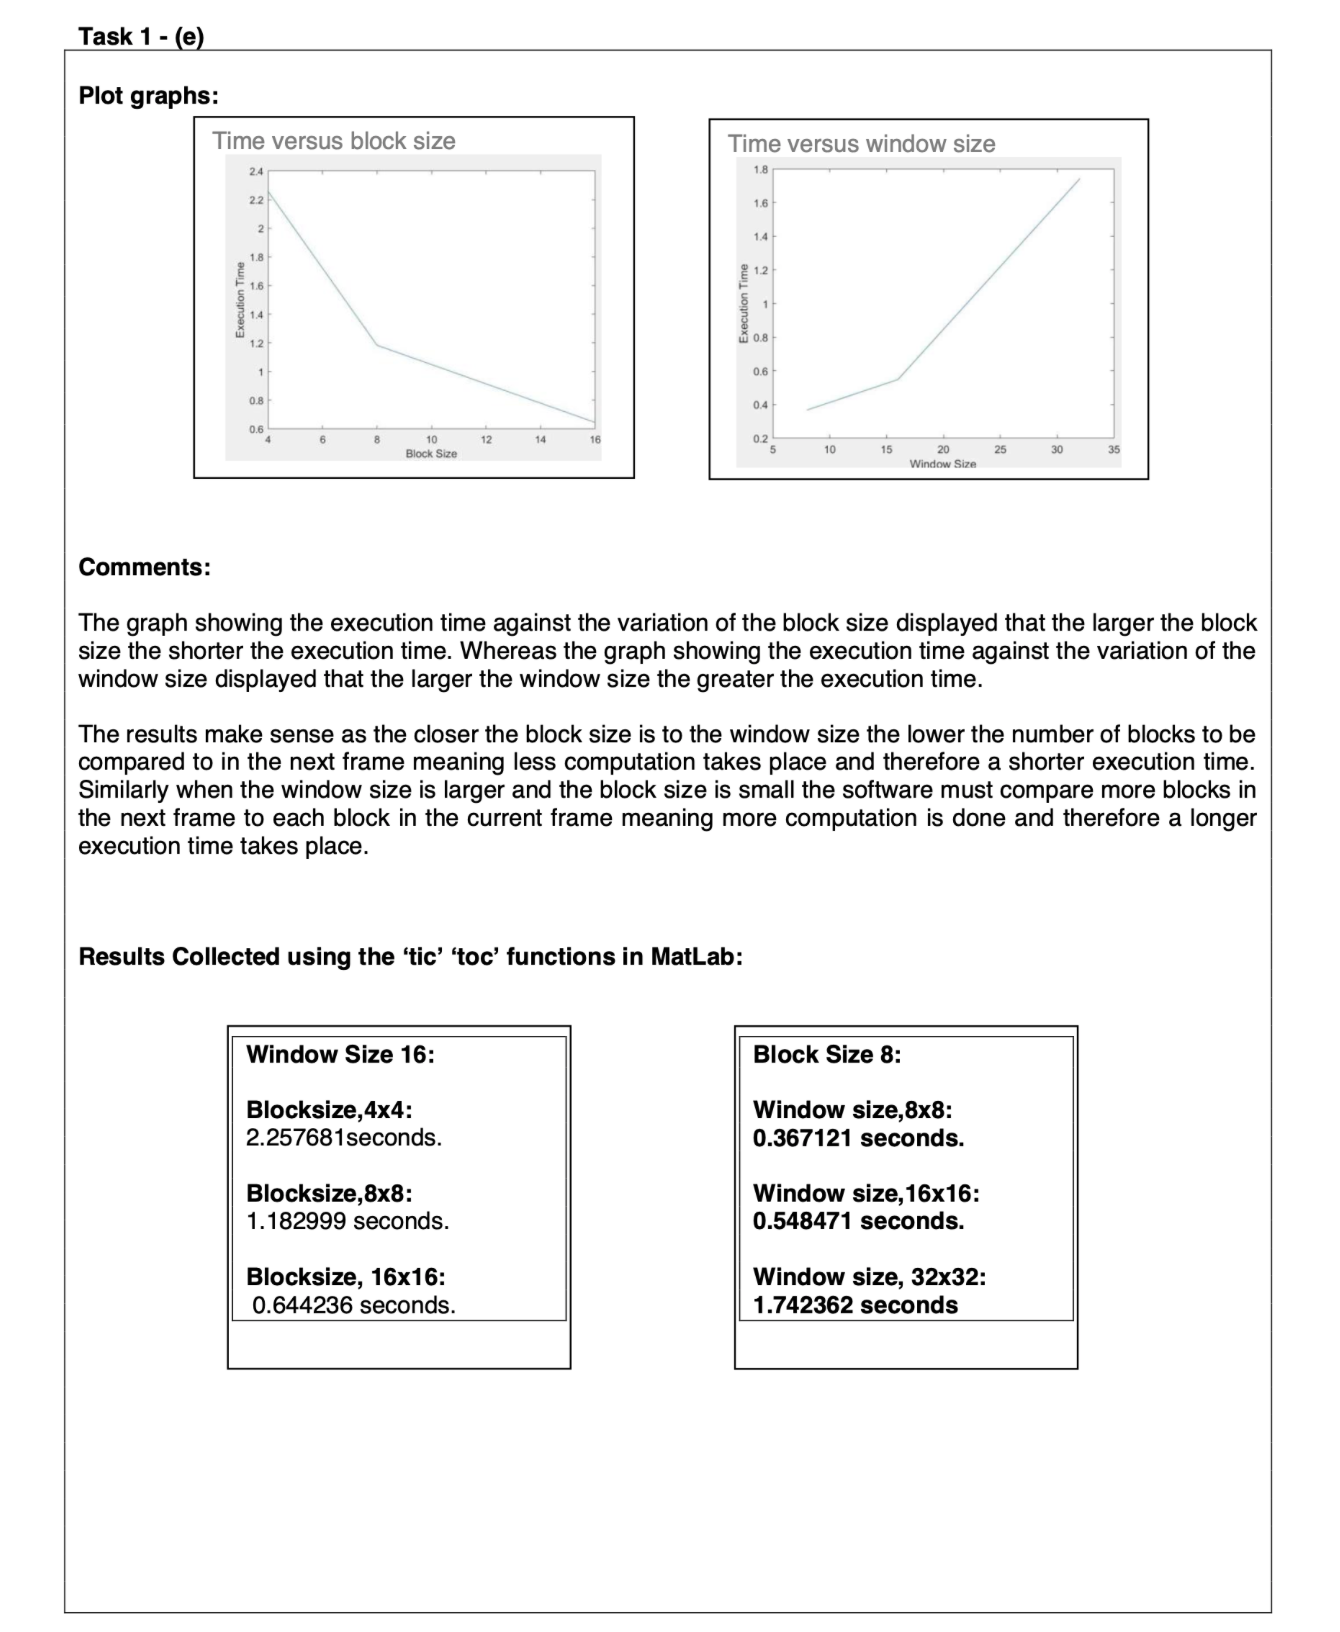 Task 1 - (e)
Plot graphs:
Time versus block size
2.4
2.2
2
1.8
1.6
1.4
1.2
1
0.8
0.6
Execution Time
4 6 8 10 12 14 16
Block Size
Time versus window size
1.8
1.6
1.4
1.2
1
0.8
0.6
0.4
0.2
Execution Time
5 10 15 20 25 30 35
Window Size
Comments:
The graph showing the execution time against the variation of the block size displayed that the larger the block
size the shorter the execution time. Whereas the graph showing the execution time against the variation of the
window size displayed that the larger the window size the greater the execution time.
The results make sense as the closer the block size is to the window size the lower the number of blocks to be
compared to in the next frame meaning less computation takes place and therefore a shorter execution time.
Similarly when the window size is larger and the block size is small the software must compare more blocks in
the next frame to each block in the current frame meaning more computation is done and therefore a longer
execution time takes place.
Results Collected using the ‘tic’ ‘toc’ functions in MatLab:
Window Size 16:
Blocksize,4x4:
2.257681seconds.
Blocksize,8x8:
1.182999 seconds.
Blocksize, 16x16:
0.644236 seconds.
Block Size 8:
Window size,8x8:
0.367121 seconds.
Window size,16x16:
0.548471 seconds.
Window size, 32x32:
1.742362 seconds